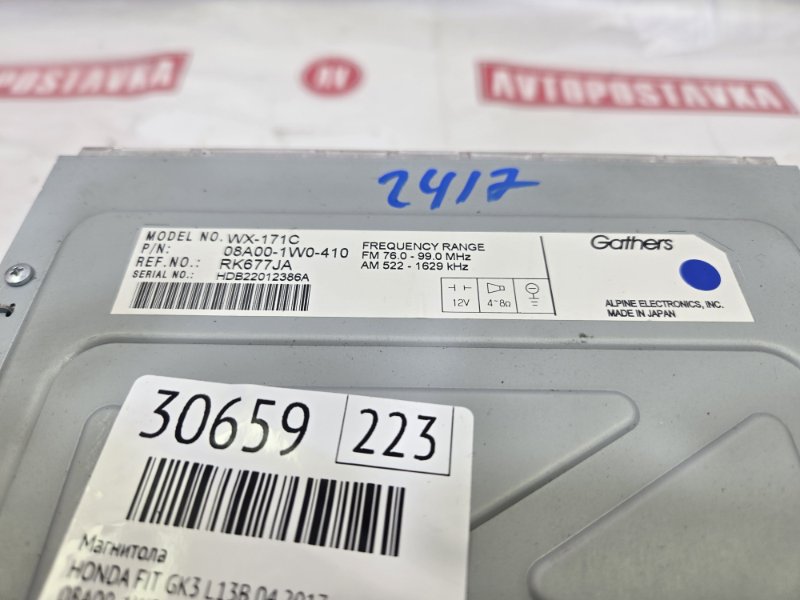 AVTOPOSTAVKA
AV
AVTOPOSTAVKA
2417
MODEL NO. WX-171C
P/N: 08A00-1W0-410
REF.NO.: RK677JA
SERIAL NO.: HDB22012386A
FREQUENCY RANGE
FM 76.0 - 99.0 MHz
AM 522 - 1629 kHz
12V
4~8Ω
Gathers
ALPINE ELECTRONICS, INC.
MADE IN JAPAN
30659 223
Магнитола
HONDA FIT GK3 L13B 04.2017